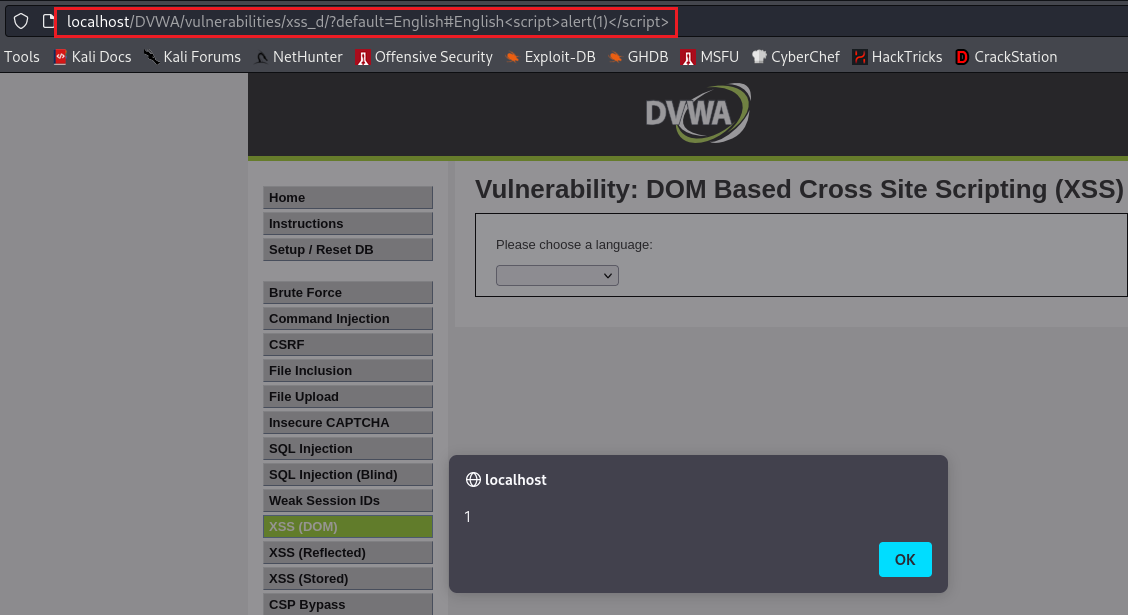 localhost/DVWA/vulnerabilities/xss_d/?default=English#English<script>alert(1)</script>
Tools Kali Docs Kali Forums NetHunter Offensive Security Exploit-DB GHDB MSFU CyberChef HackTricks CrackStation
DVWA
Home
Instructions
Setup / Reset DB
Brute Force
Command Injection
CSRF
File Inclusion
File Upload
Insecure CAPTCHA
SQL Injection
SQL Injection (Blind)
Weak Session IDs
XSS (DOM)
XSS (Reflected)
XSS (Stored)
CSP Bypass
Vulnerability: DOM Based Cross Site Scripting (XSS)
Please choose a language:
localhost
1
OK